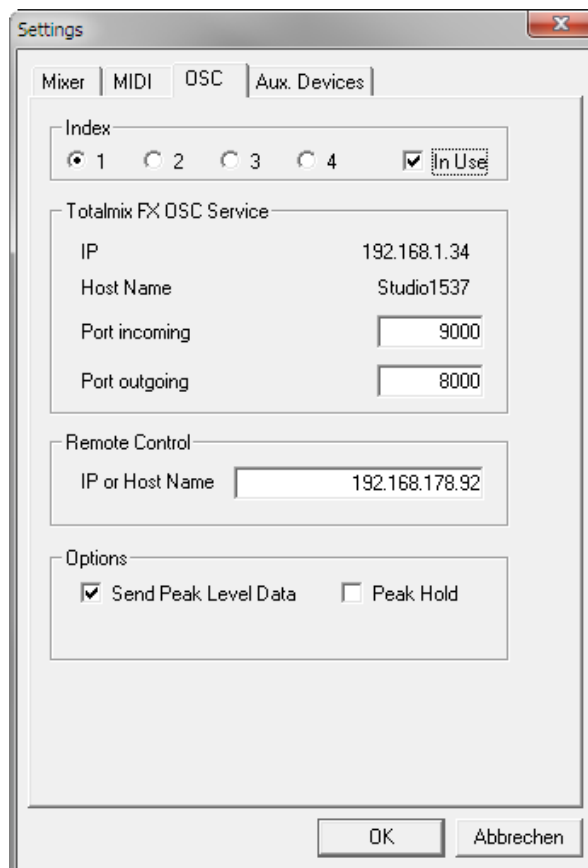 Settings
Mixer MIDI OSC Aux. Devices
Index
1 2 3 4 In Use
Totalmix FX OSC Service
IP 192.168.1.34
Host Name Studio1537
Port incoming 9000
Port outgoing 8000
Remote Control
IP or Host Name 192.168.178.92
Options
Send Peak Level Data Peak Hold
OK Abbrechen